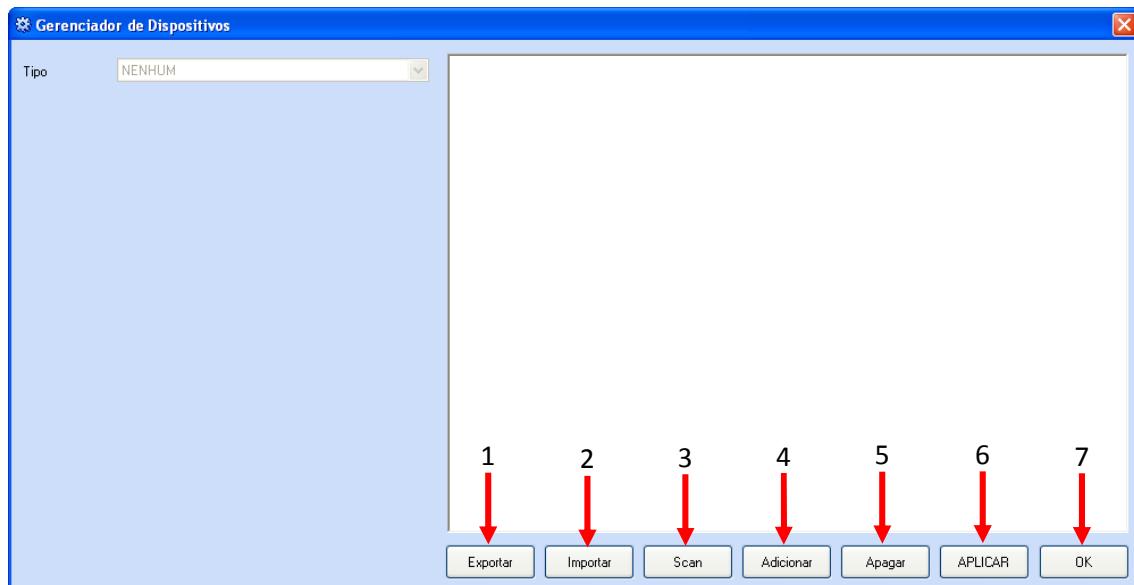 Gerenciador de Dispositivos
Tipo NENHUM
1 2 3 4 5 6 7
Exportar Importar Scan Adicionar Apagar APLICAR OK